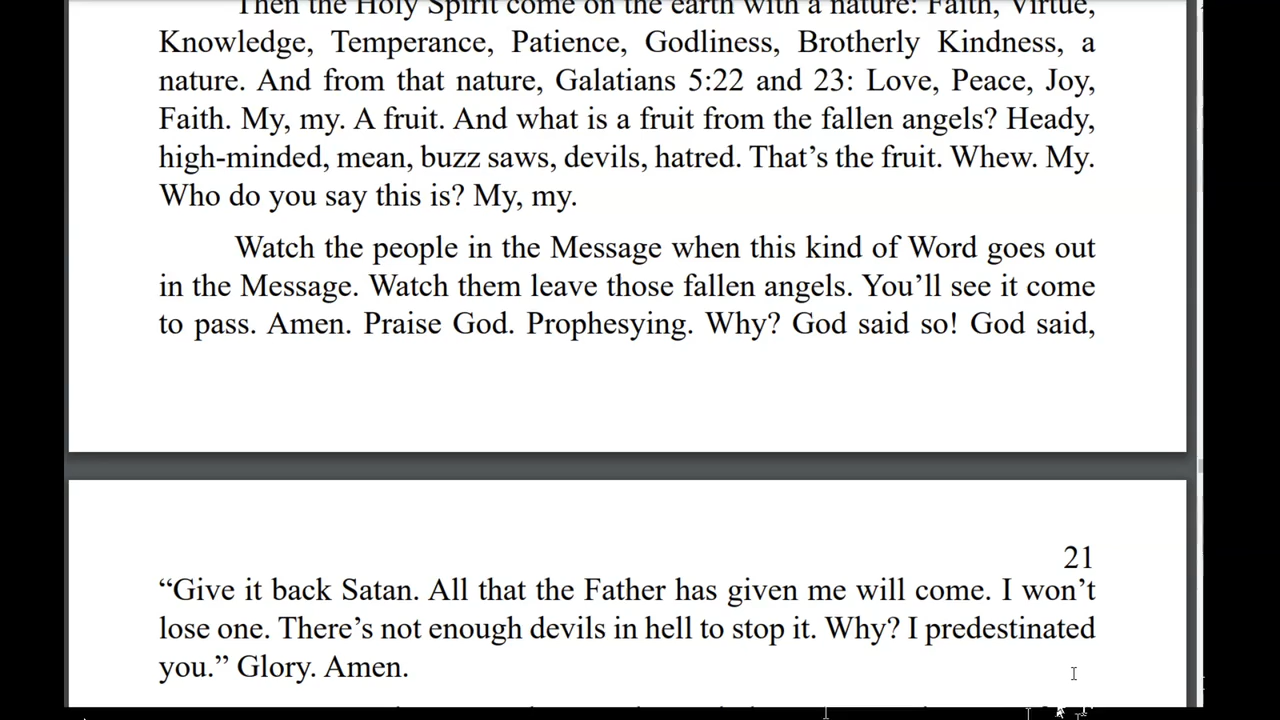 Then the Holy Spirit come on the earth with a nature: Faith, Virtue,
Knowledge, Temperance, Patience, Godliness, Brotherly Kindness, a
nature. And from that nature, Galatians 5:22 and 23: Love, Peace, Joy,
Faith. My, my. A fruit. And what is a fruit from the fallen angels? Heady,
high-minded, mean, buzz saws, devils, hatred. That’s the fruit. Whew. My.
Who do you say this is? My, my.
Watch the people in the Message when this kind of Word goes out
in the Message. Watch them leave those fallen angels. You’ll see it come
to pass. Amen. Praise God. Prophesying. Why? God said so! God said,
21
“Give it back Satan. All that the Father has given me will come. I won’t
lose one. There’s not enough devils in hell to stop it. Why? I predestinated
you.” Glory. Amen.